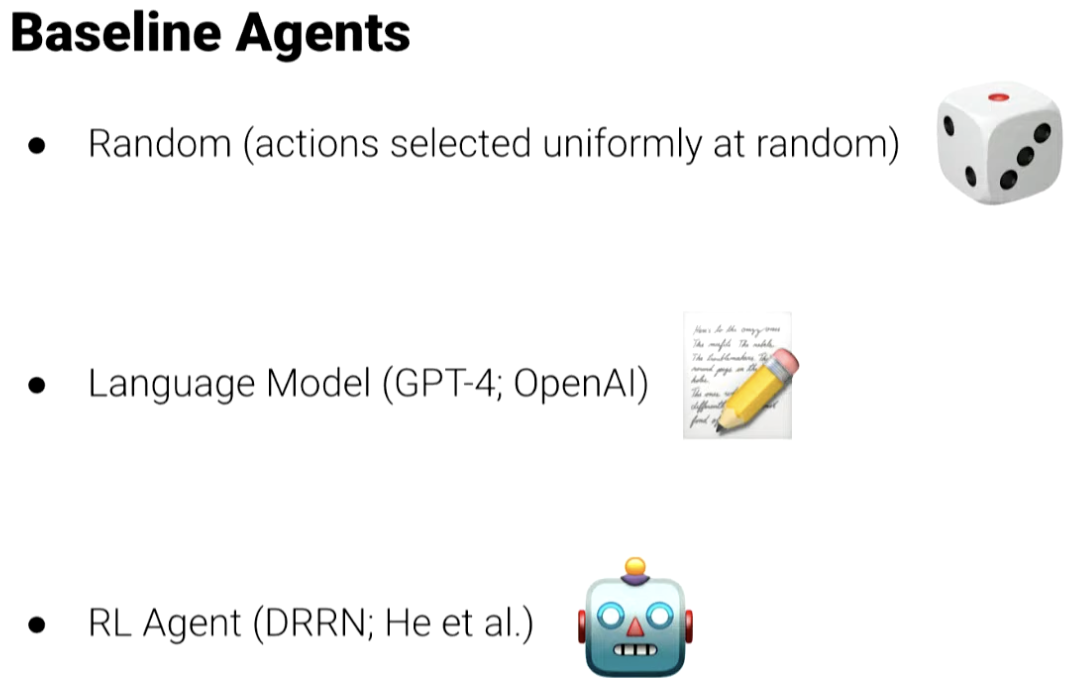 Baseline Agents
● Random (actions selected uniformly at random)
● Language Model (GPT-4; OpenAI)
● RL Agent (DRRN; He et al.)